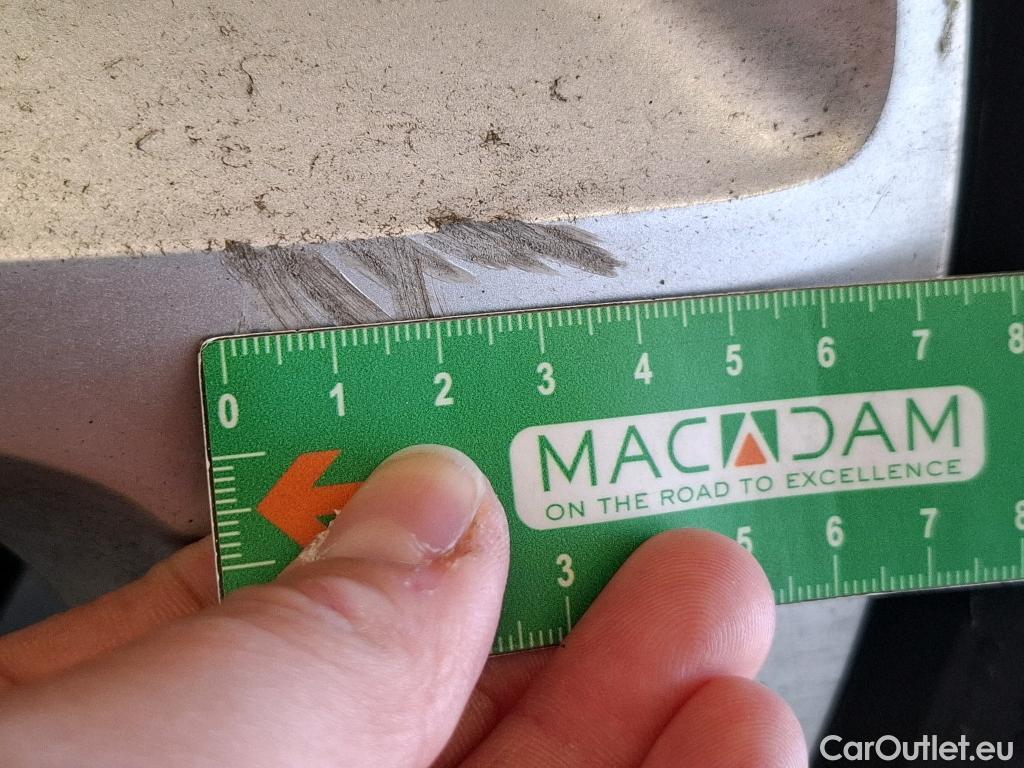 0 1 2 3 4 5 6 7 8
MACADAM
ON THE ROAD TO EXCELLENCE
3 5 6 7 8
CarOutlet.eu